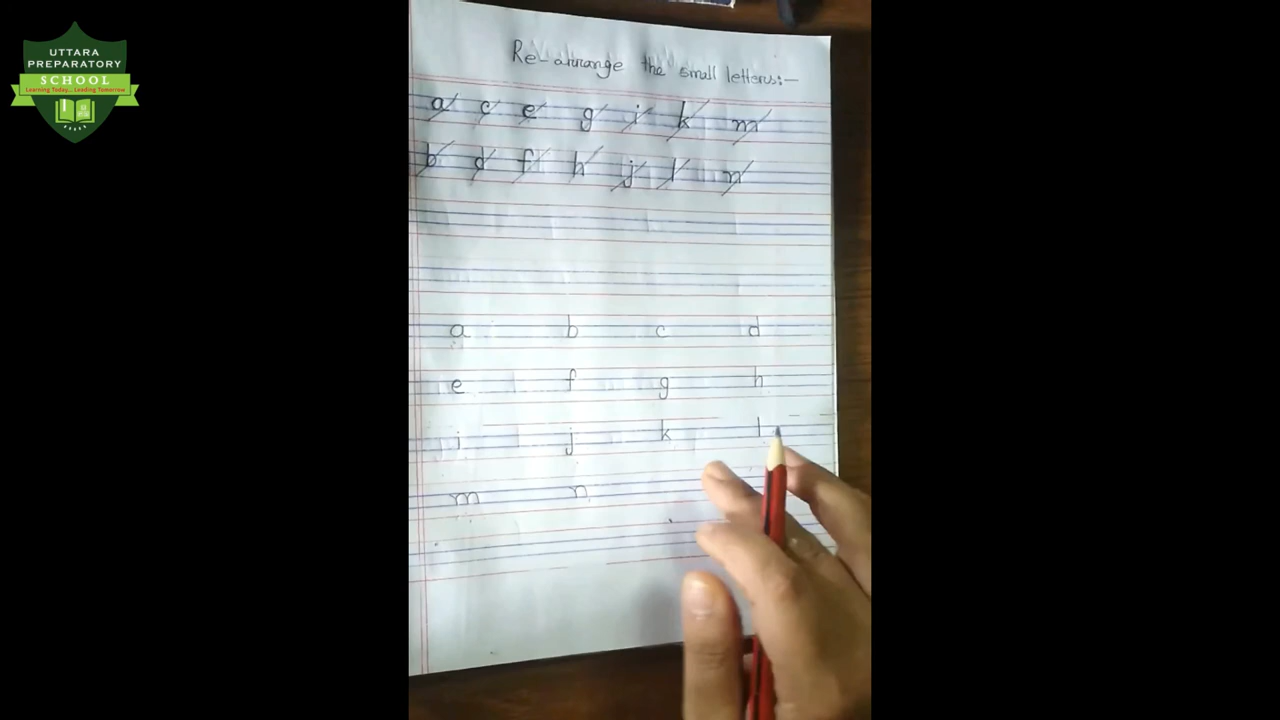 UTTARA
PREPARATORY
SCHOOL
Learning Today... Leading Tomorrow
Re-arrange the small letters:-
a c e g i k m
b d f h j l n
a b c d
e f g h
i j k l
m n